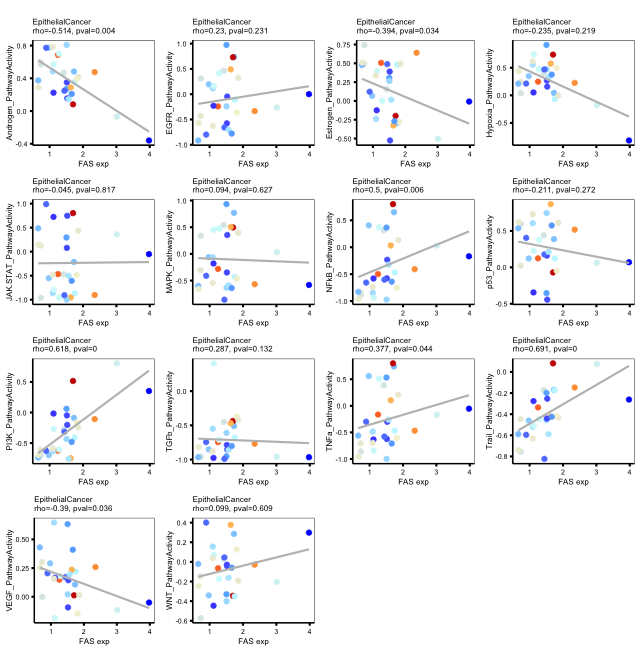 EpithelialCancer
rho=-0.514, pval=0.004
Androgen_PathwayActivity
0.8
0.4
0.0
-0.4
1 2 3 4
FAS exp
EpithelialCancer
rho=0.23, pval=0.231
EGFR_PathwayActivity
1.0
0.5
0.0
-0.5
-1.0
1 2 3 4
FAS exp
EpithelialCancer
rho=-0.394, pval=0.034
Estrogen_PathwayActivity
0.75
0.50
0.25
0.00
-0.25
-0.50
1 2 3 4
FAS exp
EpithelialCancer
rho=-0.235, pval=0.219
Hypoxia_PathwayActivity
0.5
0.0
-0.5
1 2 3 4
FAS exp
EpithelialCancer
rho=-0.045, pval=0.817
JAK.STAT_PathwayActivity
1.0
0.5
0.0
-0.5
-1.0
1 2 3 4
FAS exp
EpithelialCancer
rho=0.094, pval=0.627
MAPK_PathwayActivity
1.0
0.5
0.0
-0.5
1 2 3 4
FAS exp
EpithelialCancer
rho=0.5, pval=0.006
NFkB_PathwayActivity
0.5
0.0
-0.5
-1.0
1 2 3 4
FAS exp
EpithelialCancer
rho=-0.211, pval=0.272
p53_PathwayActivity
0.5
0.0
-0.5
1 2 3 4
FAS exp
EpithelialCancer
rho=0.618, pval=0
PI3K_PathwayActivity
0.5
0.0
-0.5
1 2 3 4
FAS exp
EpithelialCancer
rho=0.287, pval=0.132
TGFb_PathwayActivity
0.0
-0.5
-1.0
1 2 3 4
FAS exp
EpithelialCancer
rho=0.377, pval=0.044
TNFa_PathwayActivity
0.5
0.0
-0.5
-1.0
1 2 3 4
FAS exp
EpithelialCancer
rho=0.691, pval=0
Trail_PathwayActivity
0.0
-0.2
-0.4
-0.6
-0.8
1 2 3 4
FAS exp
EpithelialCancer
rho=-0.39, pval=0.036
VEGF_PathwayActivity
0.50
0.25
0.00
1 2 3 4
FAS exp
EpithelialCancer
rho=0.099, pval=0.609
WNT_PathwayActivity
0.4
0.2
0.0
-0.2
-0.4
-0.6
1 2 3 4
FAS exp